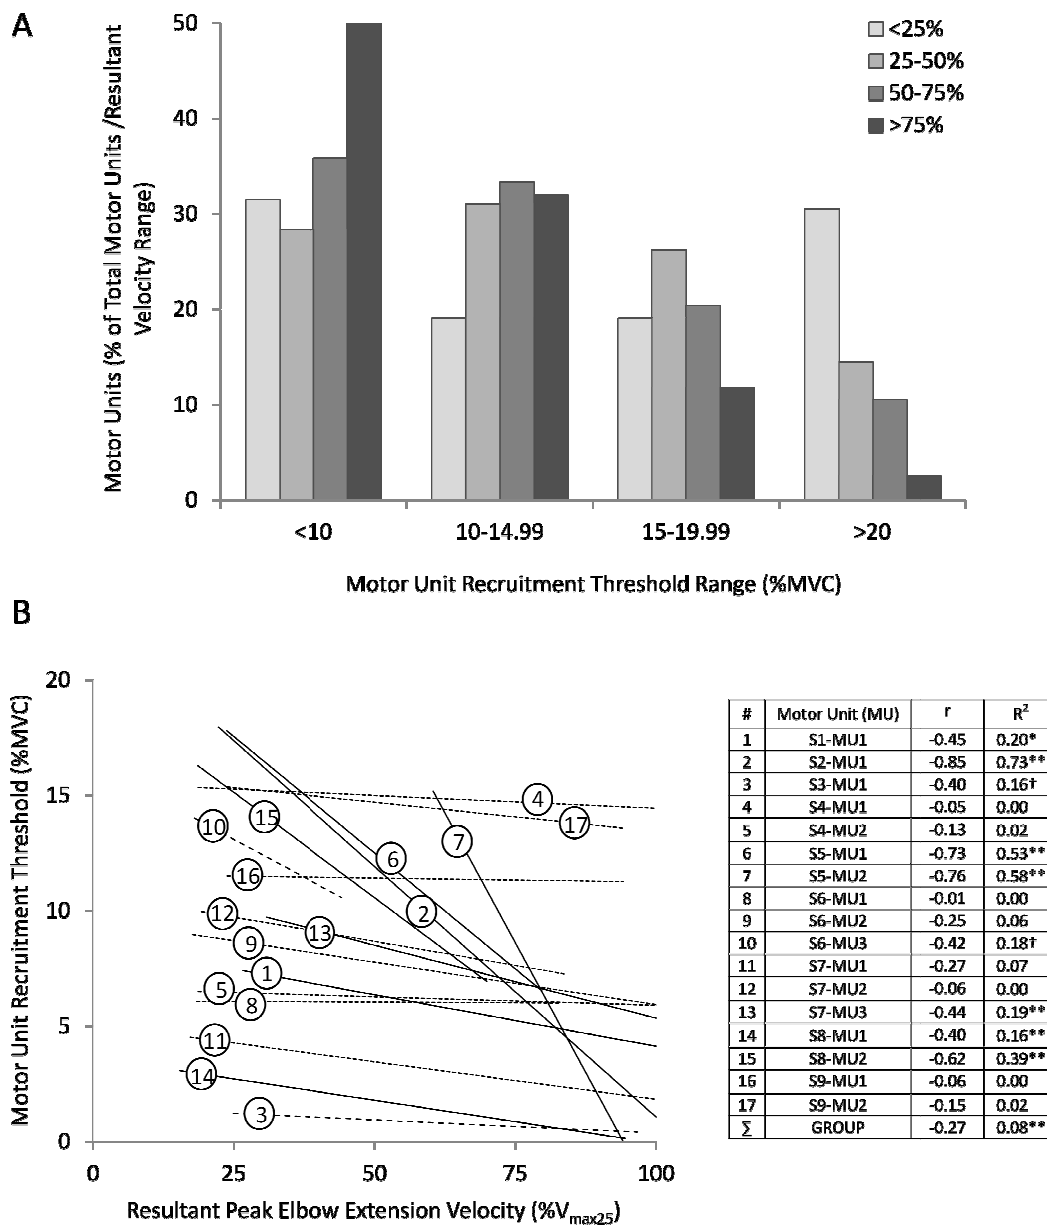 A
Motor Units (% of Total Motor Units /Resultant
Velocity Range)
50
40
30
20
10
0
<25%
25-50%
50-75%
>75%
<10
10-14.99
15-19.99
>20
Motor Unit Recruitment Threshold Range (%MVC)
B
Motor Unit Recruitment Threshold (%MVC)
20
15
10
5
0
4
17
15
10
7
6
16
12
2
13
9
1
5
8
11
14
3
0
25
50
75
100
Resultant Peak Elbow Extension Velocity (%Vmax25)
# Motor Unit (MU) r R²
1 S1-MU1 -0.45 0.20*
2 S2-MU1 -0.85 0.73**
3 S3-MU1 -0.40 0.16†
4 S4-MU1 -0.05 0.00
5 S4-MU2 -0.13 0.02
6 S5-MU1 -0.73 0.53**
7 S5-MU2 -0.76 0.58**
8 S6-MU1 -0.01 0.00
9 S6-MU2 -0.25 0.06
10 S6-MU3 -0.42 0.18†
11 S7-MU1 -0.27 0.07
12 S7-MU2 -0.06 0.00
13 S7-MU3 -0.44 0.19**
14 S8-MU1 -0.40 0.16**
15 S8-MU2 -0.62 0.39**
16 S9-MU1 -0.06 0.00
17 S9-MU2 -0.15 0.02
∑ GROUP -0.27 0.08**